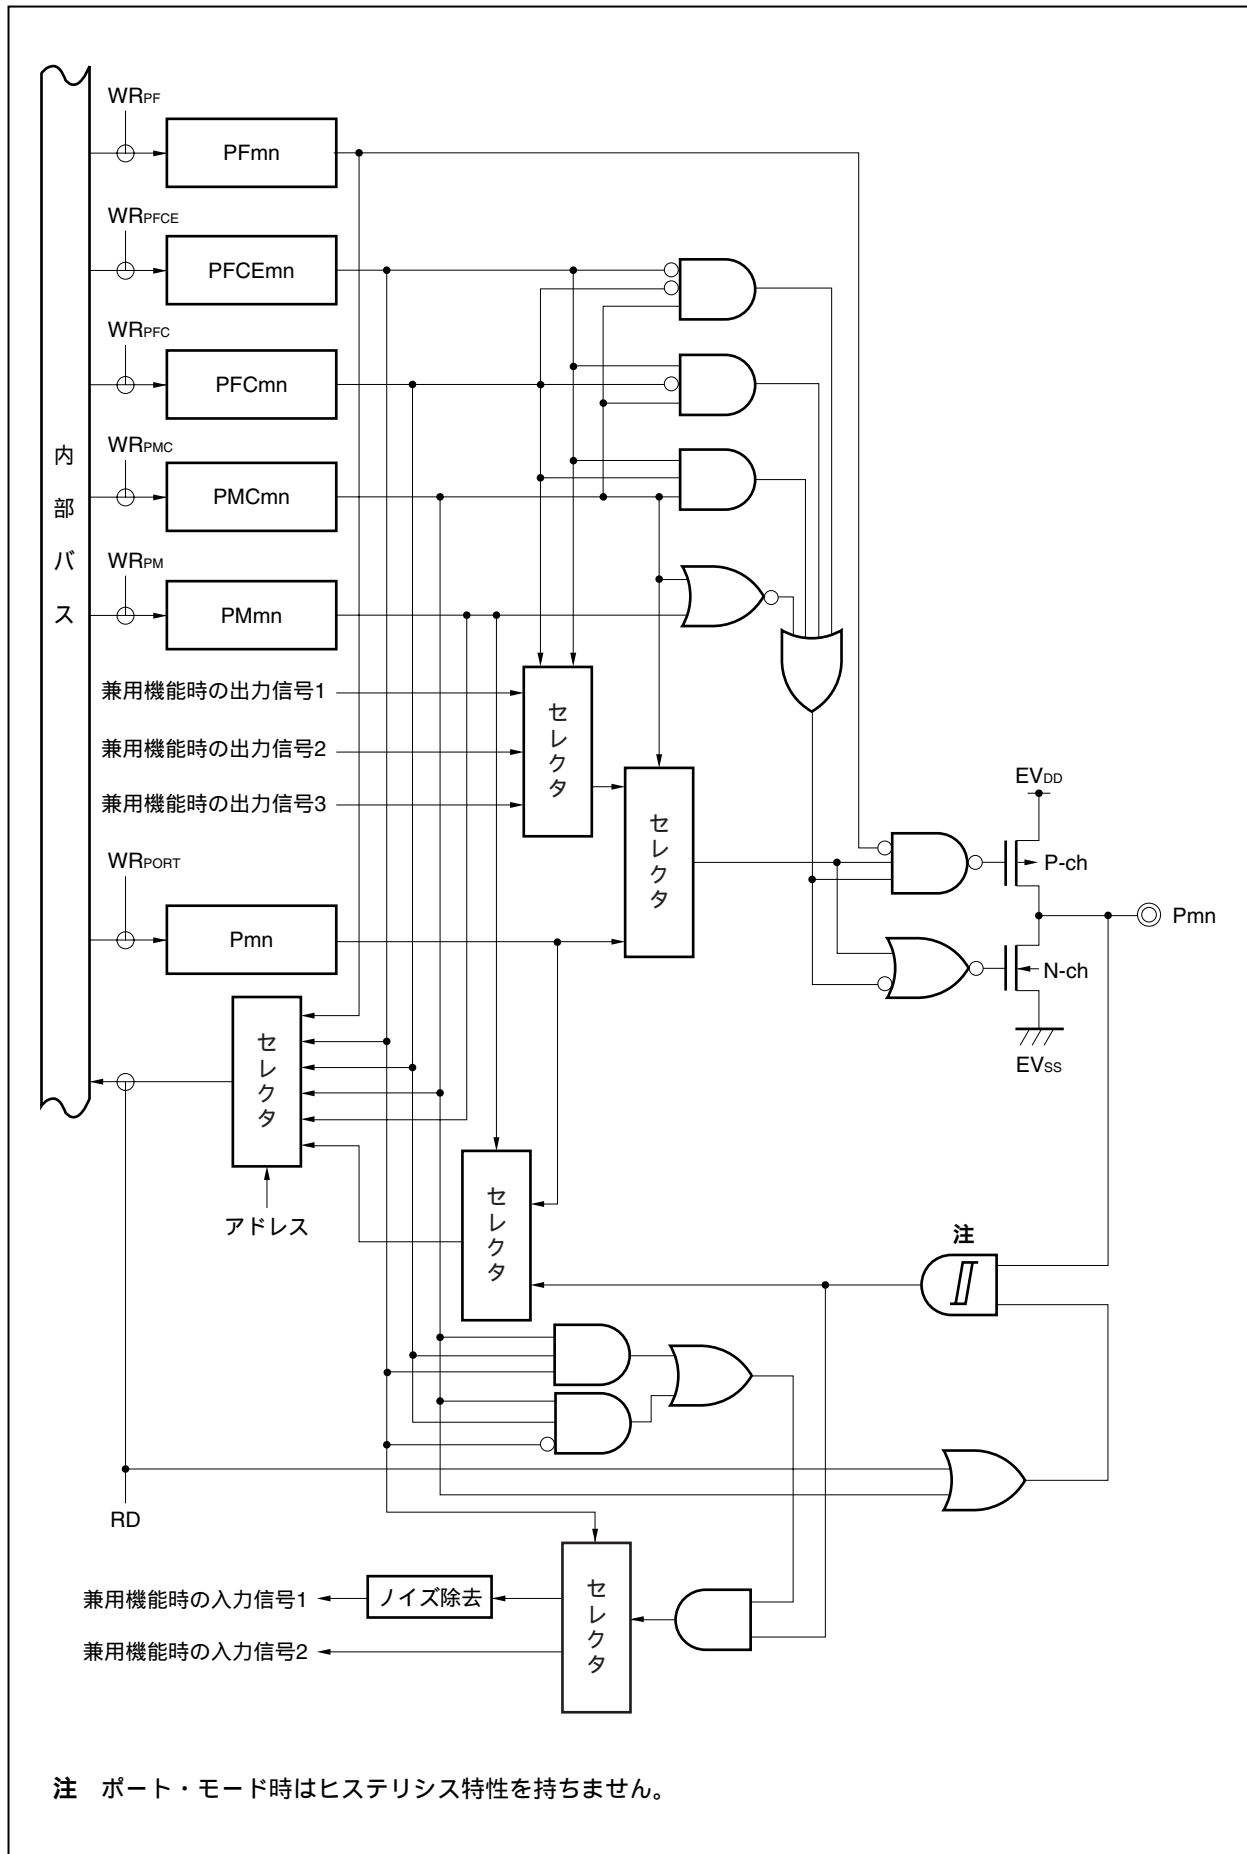 WRPF
PFmn
WRPFCE
PFCEmn
WRPFC
PFCmn
内部バス
WRPMC
PMCmn
WRPM
PMmn
兼用機能時の出力信号1
兼用機能時の出力信号2
兼用機能時の出力信号3
セレクタ
セレクタ
EVDD
P-ch
WRPORT
Pmn
Pmn
N-ch
EVSS
セレクタ
アドレス
セレクタ
注
RD
兼用機能時の入力信号1
ノイズ除去
セレクタ
兼用機能時の入力信号2
注 ポート・モード時はヒステリシス特性を持ちません。